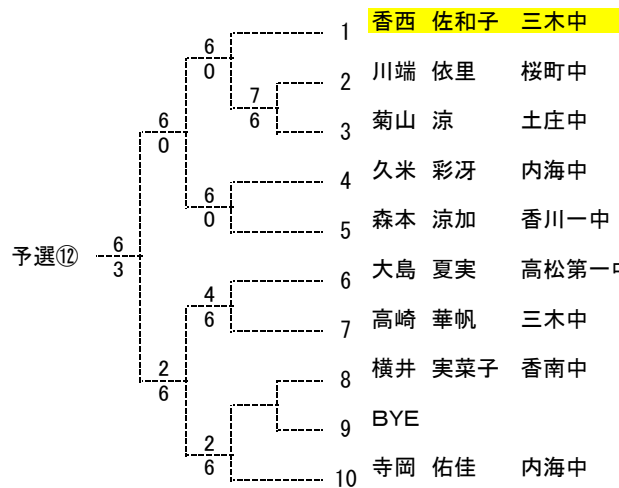 1 香西 佐和子 三木中
6
0
2 川端 依里 桜町中
7
6
3 菊山 涼 土庄中
6
0
4 久米 彩冴 内海中
6
0
5 森本 涼加 香川一中
予選⑫
6
3
6 大島 夏実 高松第一中
4
6
7 高崎 華帆 三木中
2
6
8 横井 実菜子 香南中
9 BYE
2
6
10 寺岡 佑佳 内海中